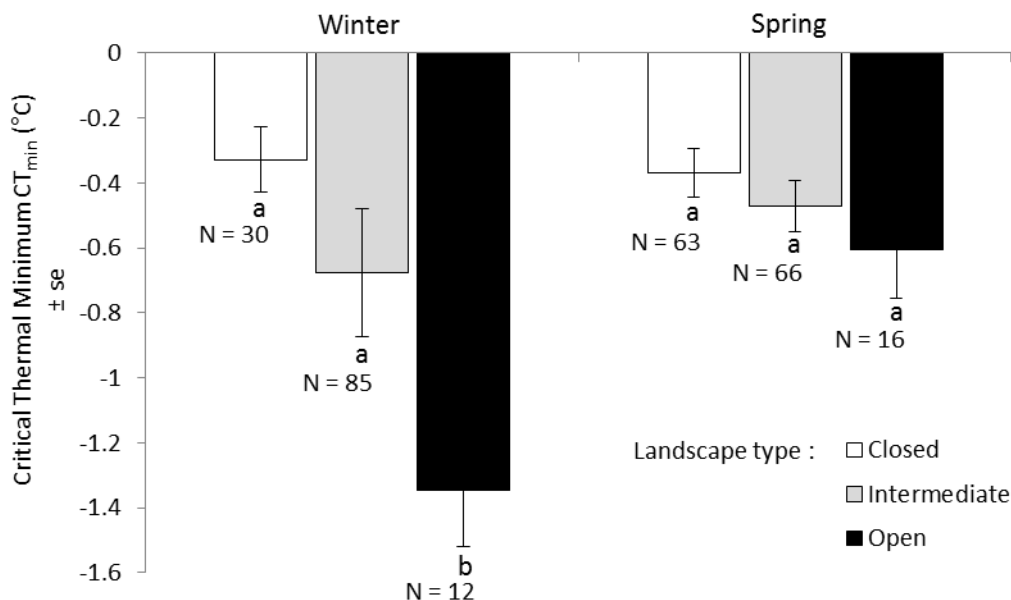 Winter
Spring
0
-0.2
-0.4
-0.6
-0.8
-1
-1.2
-1.4
-1.6
Critical Thermal Minimum CTmin (°C)
± se
a
N = 30
a
N = 85
b
N = 12
a
N = 63
a
N = 66
a
N = 16
Landscape type :
Closed
Intermediate
Open